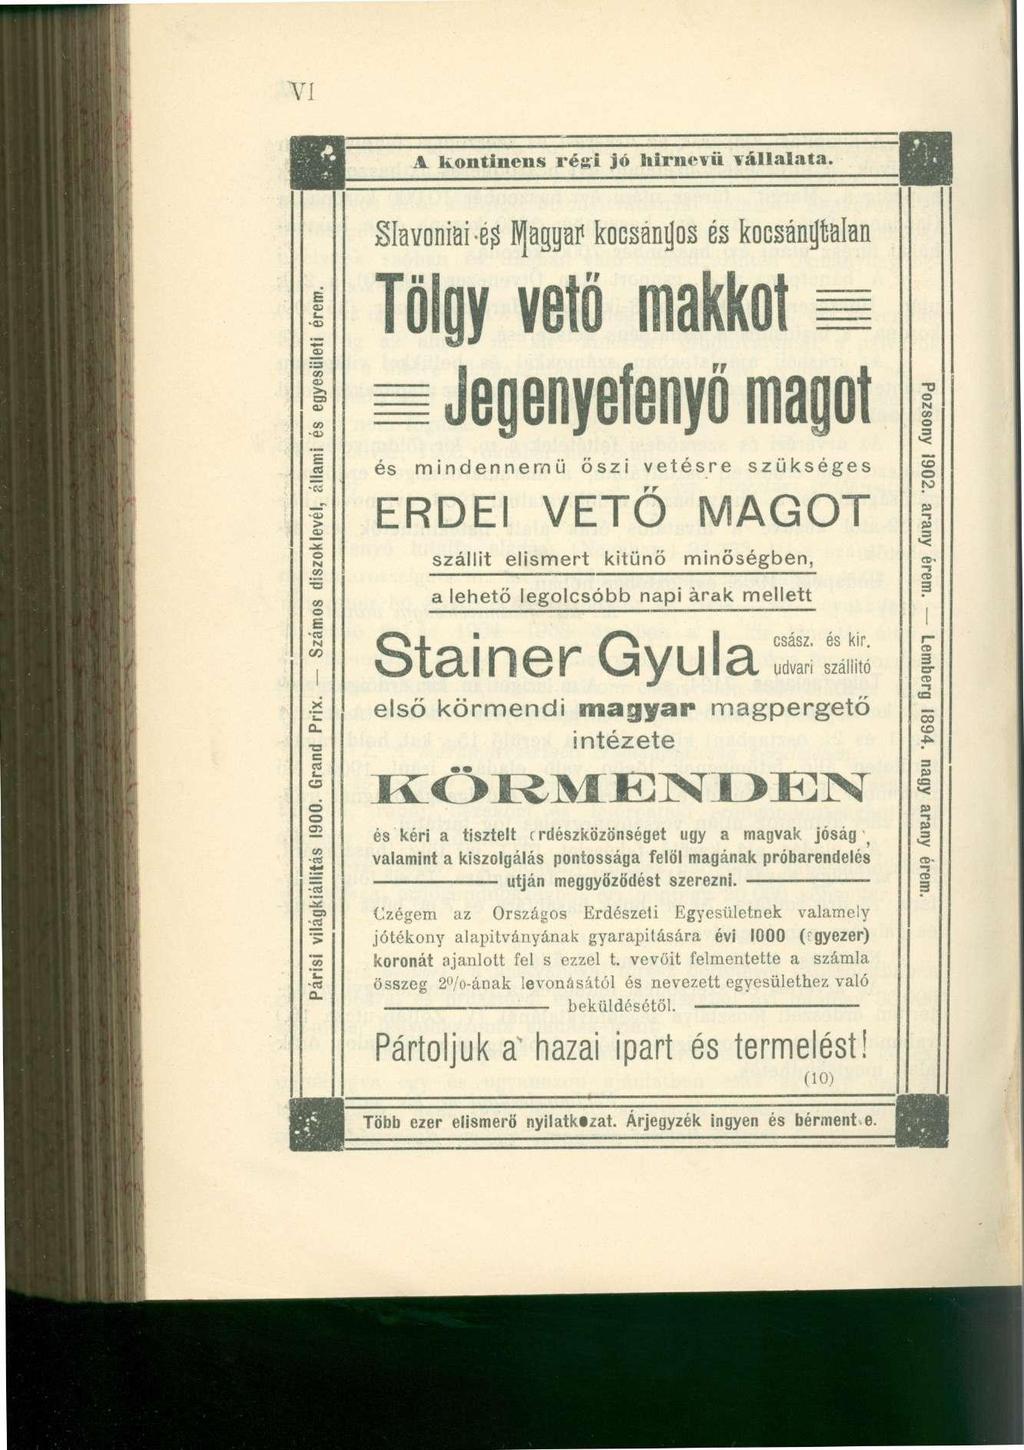 VI
A kontinens régi jó hirnevü vállalata.
Párisi világkiállitás 1900. Grand Prix. — Számos diszoklevél, állami és egyesületi érem.
Slavoniai és Magyar kocsányos és kocsánytalan
Tölgy vető makkot
Jegenyefenyő magot
és mindennemü őszi vetésre szükséges
ERDEI VETŐ MAGOT
szállit elismert kitünő minőségben,
a lehető legolcsóbb napi àrak mellett
Stainer Gyula csász. és kir.
udvari szállitó
első körmendi magyar magpergető
intézete
KÖRMENDEN
és kéri a tisztelt erdészközönséget ugy a magvak jóság,
valamint a kiszolgálás pontossága felöl magának próbarendelés
utján meggyőződést szerezni.
Czégem az Országos Erdészeti Egyesületnek valamely
jótékony alapitványának gyarapitására évi 1000 (egyezer)
koronát ajanlott fel s ezzel t. vevőit felmentette a számla
összeg 2%-ának levonásától és nevezett egyesülethez való
beküldésétől.
Pártoljuk a' hazai ipart és termelést!
(10)
Pozsony 1902. arany érem. — Lemberg 1894. nagy arany érem.
Több ezer elismerő nyilatkozat. Árjegyzék ingyen és bérmentve.